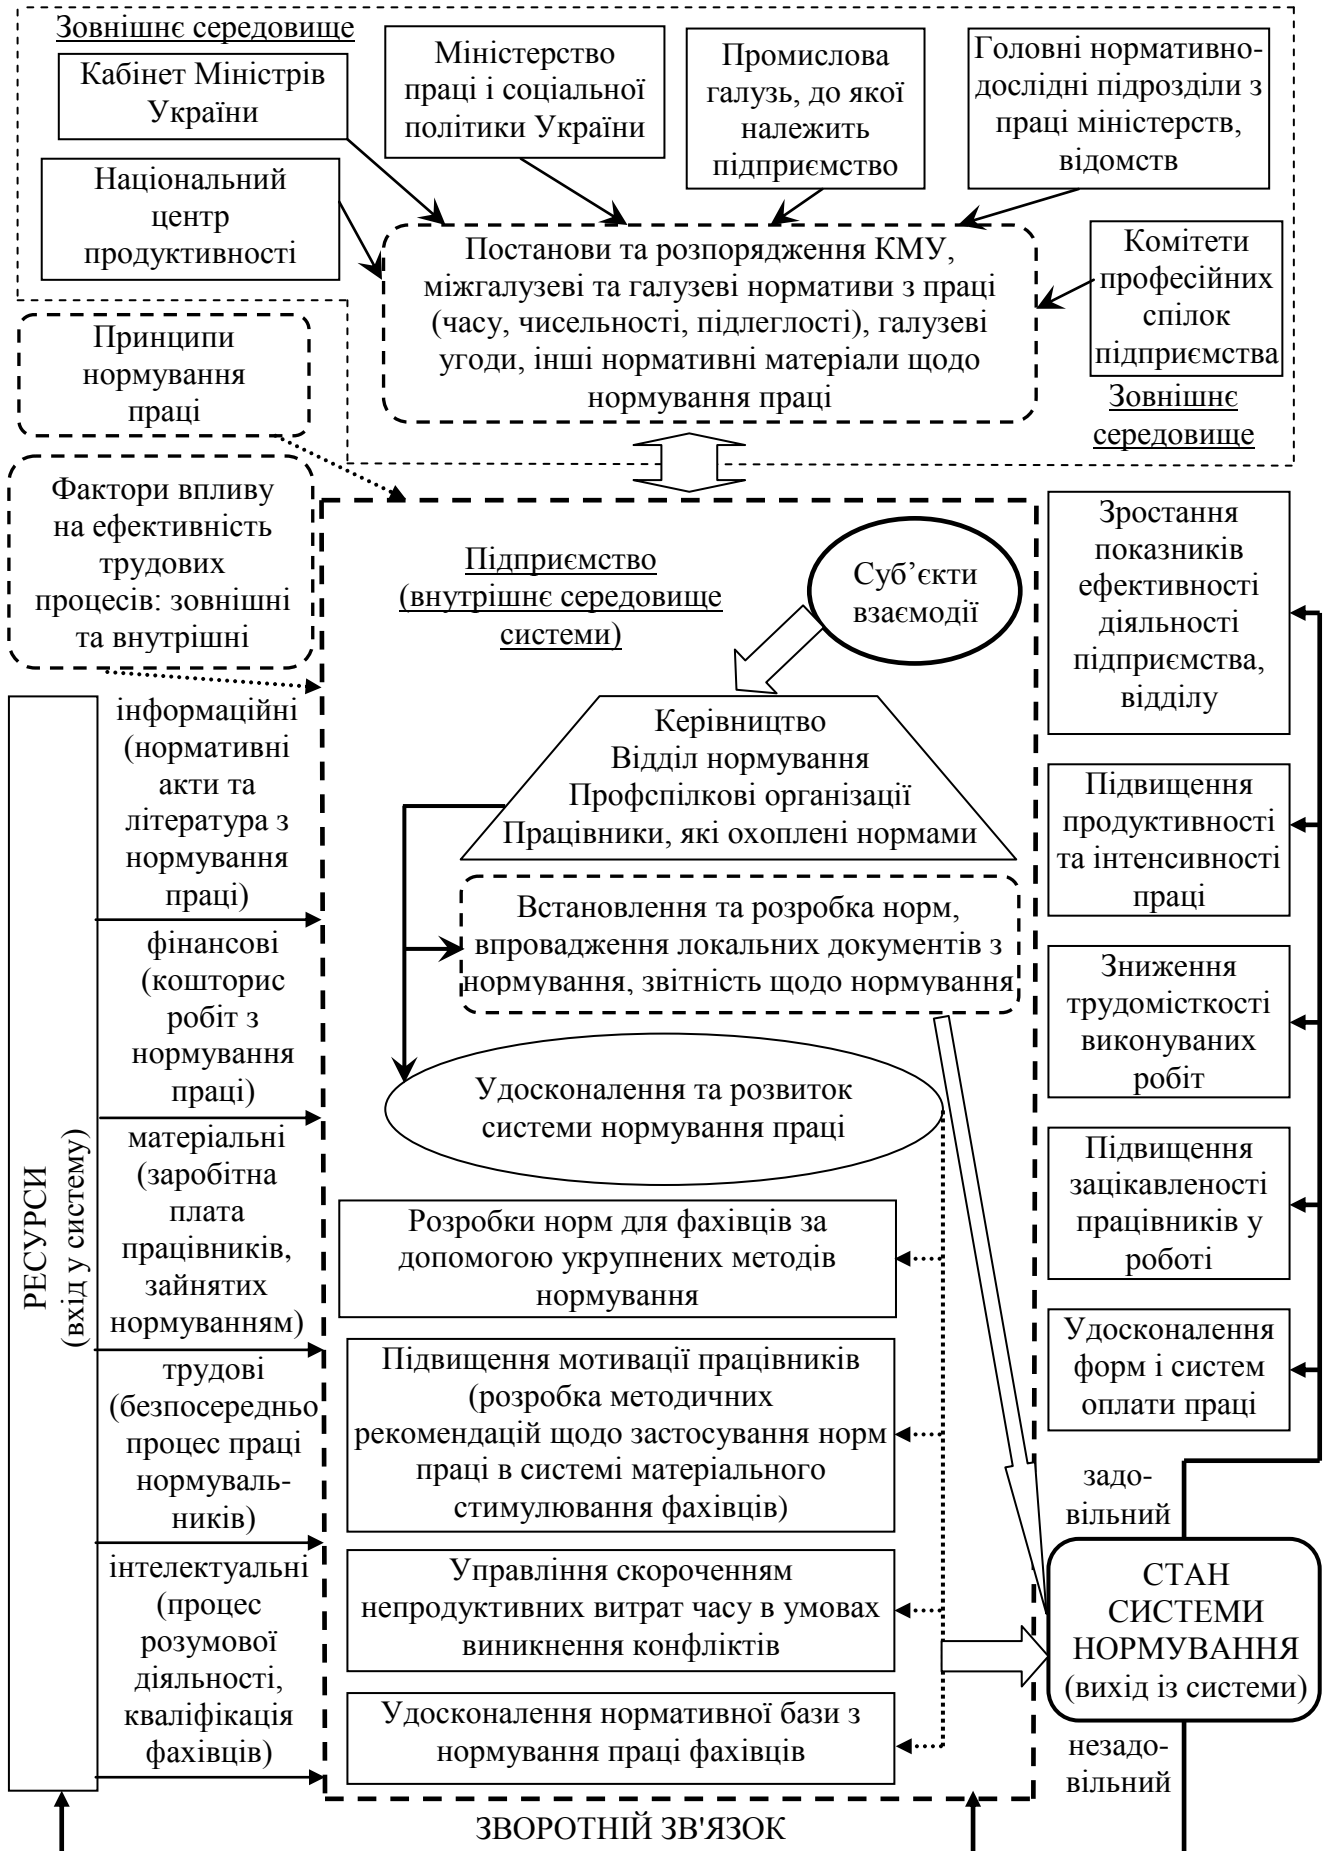 Зовнішнє середовище
Кабінет Міністрів
України
Міністерство
праці і соціальної
політики України
Промислова
галузь, до якої
належить
підприємство
Головні нормативно-
дослідні підрозділи з
праці міністерств,
відомств
Національний
центр
продуктивності
Постанови та розпорядження КМУ,
міжгалузеві та галузеві нормативи з праці
(часу, чисельності, підлеглості), галузеві
угоди, інші нормативні матеріали щодо
нормування праці
Комітети
професійних
спілок
підприємства
Зовнішнє
середовище
Принципи
нормування
праці
Фактори впливу
на ефективність
трудових
процесів: зовнішні
та внутрішні
Підприємство
(внутрішнє середовище
системи)
Суб’єкти
взаємодії
Керівництво
Відділ нормування
Профспілкові організації
Працівники, які охоплені нормами
Встановлення та розробка норм,
впровадження локальних документів з
нормування, звітність щодо нормування
Удосконалення та розвиток
системи нормування праці
Розробки норм для фахівців за
допомогою укрупнених методів
нормування
Підвищення мотивації працівників
(розробка методичних
рекомендацій щодо застосування норм
праці в системі матеріального
стимулювання фахівців)
Управління скороченням
непродуктивних витрат часу в умовах
виникнення конфліктів
Удосконалення нормативної бази з
нормування праці фахівців
РЕСУРСИ
(вхід у систему)
інформаційні
(нормативні
акти та
література з
нормування
праці)
фінансові
(кошторис
робіт з
нормування
праці)
матеріальні
(заробітна
плата
працівників,
зайнятих
нормуванням)
трудові
(безпосередньо
процес праці
нормуваль-
ників)
інтелектуальні
(процес
розумової
діяльності,
кваліфікація
фахівців)
Зростання
показників
ефективності
діяльності
підприємства,
відділу
Підвищення
продуктивності
та інтенсивності
праці
Зниження
трудомісткості
виконуваних
робіт
Підвищення
зацікавленості
працівників у
роботі
Удосконалення
форм і систем
оплати праці
задо-
вільний
СТАН
СИСТЕМИ
НОРМУВАННЯ
(вихід із системи)
незадо-
вільний
ЗВОРОТНІЙ ЗВ'ЯЗОК